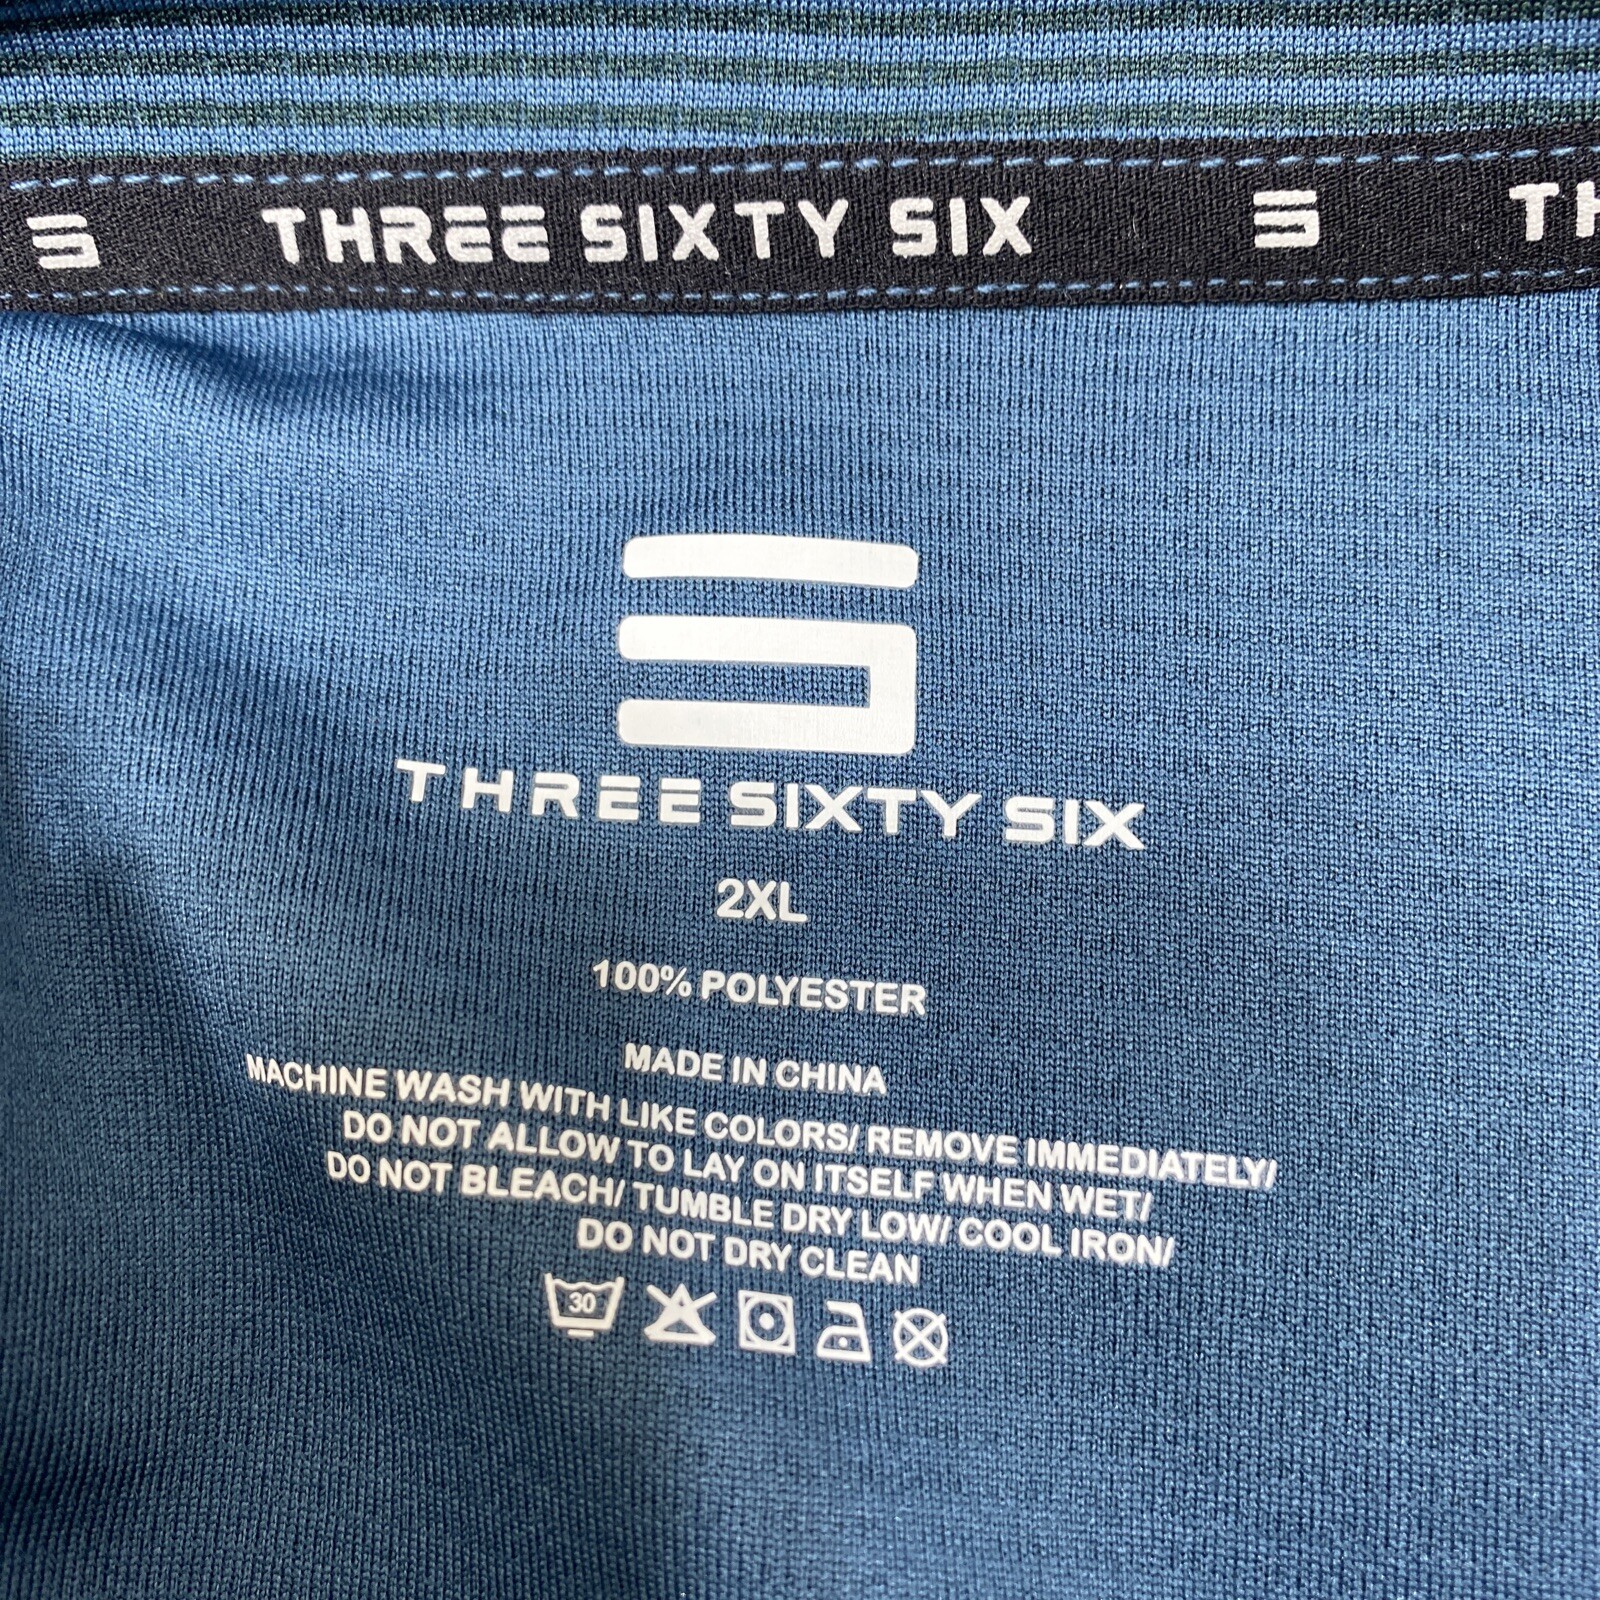 THREE SIXTY SIX TH
THREE SIXTY SIX
2XL
100% POLYESTER
MADE IN CHINA
MACHINE WASH WITH LIKE COLORS/ REMOVE IMMEDIATELY/
DO NOT ALLOW TO LAY ON ITSELF WHEN WET/
DO NOT BLEACH/ TUMBLE DRY LOW/ COOL IRON/
DO NOT DRY CLEAN
30